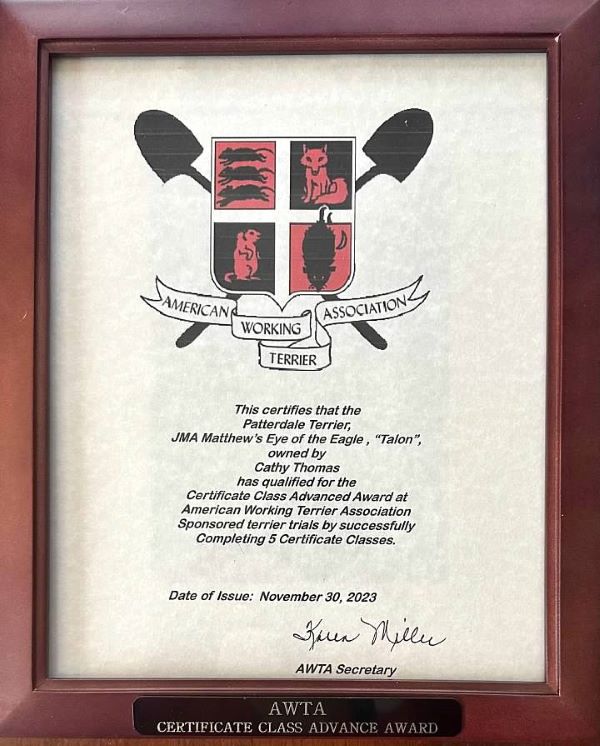 AMERICAN
WORKING
TERRIER
ASSOCIATION
This certifies that the
Patterdale Terrier,
JMA Matthew's Eye of the Eagle , "Talon",
owned by
Cathy Thomas
has qualified for the
Certificate Class Advanced Award at
American Working Terrier Association
Sponsored terrier trials by successfully
Completing 5 Certificate Classes.
Date of Issue: November 30, 2023
Karen Miller
AWTA Secretary
AWTA
CERTIFICATE CLASS ADVANCE AWARD